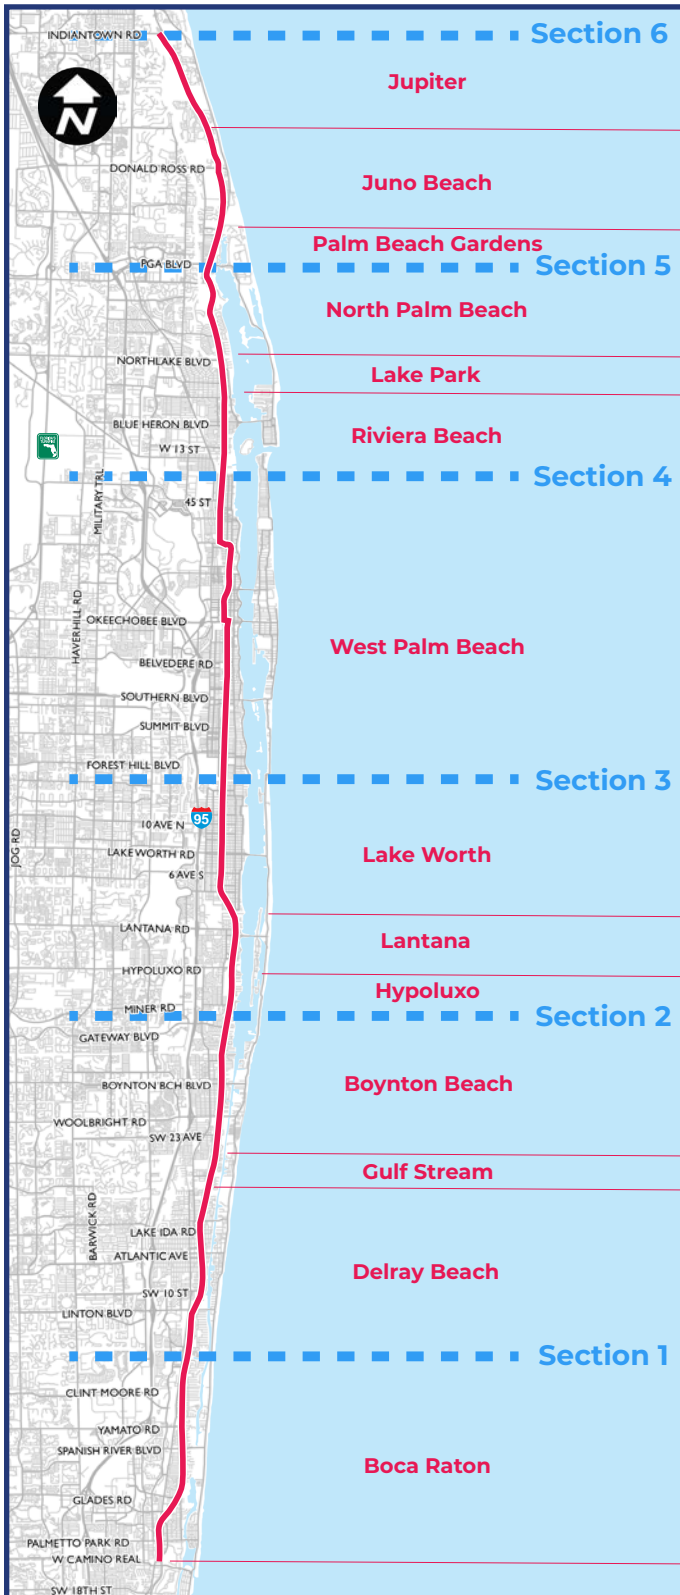 INDIANTOWN RD
Section 6
Jupiter
N
DONALD ROSS RD
Juno Beach
Palm Beach Gardens
PGA BLVD
Section 5
North Palm Beach
NORTHLAKE BLVD
Lake Park
BLUE HERON BLVD
Riviera Beach
W 13 ST
Section 4
MILITARY TRL
45 ST
HAVERHILL RD
OKEECHOBEE BLVD
West Palm Beach
BELVEDERE RD
SOUTHERN BLVD
SUMMIT BLVD
FOREST HILL BLVD
Section 3
95
10 AVE N
JOG RD
LAKE WORTH RD
Lake Worth
6 AVE S
LANTANA RD
Lantana
HYPOLUXO RD
Hypoluxo
MINER RD
Section 2
GATEWAY BLVD
BOYNTON BCH BLVD
Boynton Beach
WOOLBRIGHT RD
SW 23 AVE
Gulf Stream
BARWICK RD
LAKE IDA RD
ATLANTIC AVE
Delray Beach
SW 10 ST
LINTON BLVD
Section 1
CLINT MOORE RD
YAMATO RD
SPANISH RIVER BLVD
Boca Raton
GLADES RD
PALMETTO PARK RD
W CAMINO REAL
SW 18TH ST